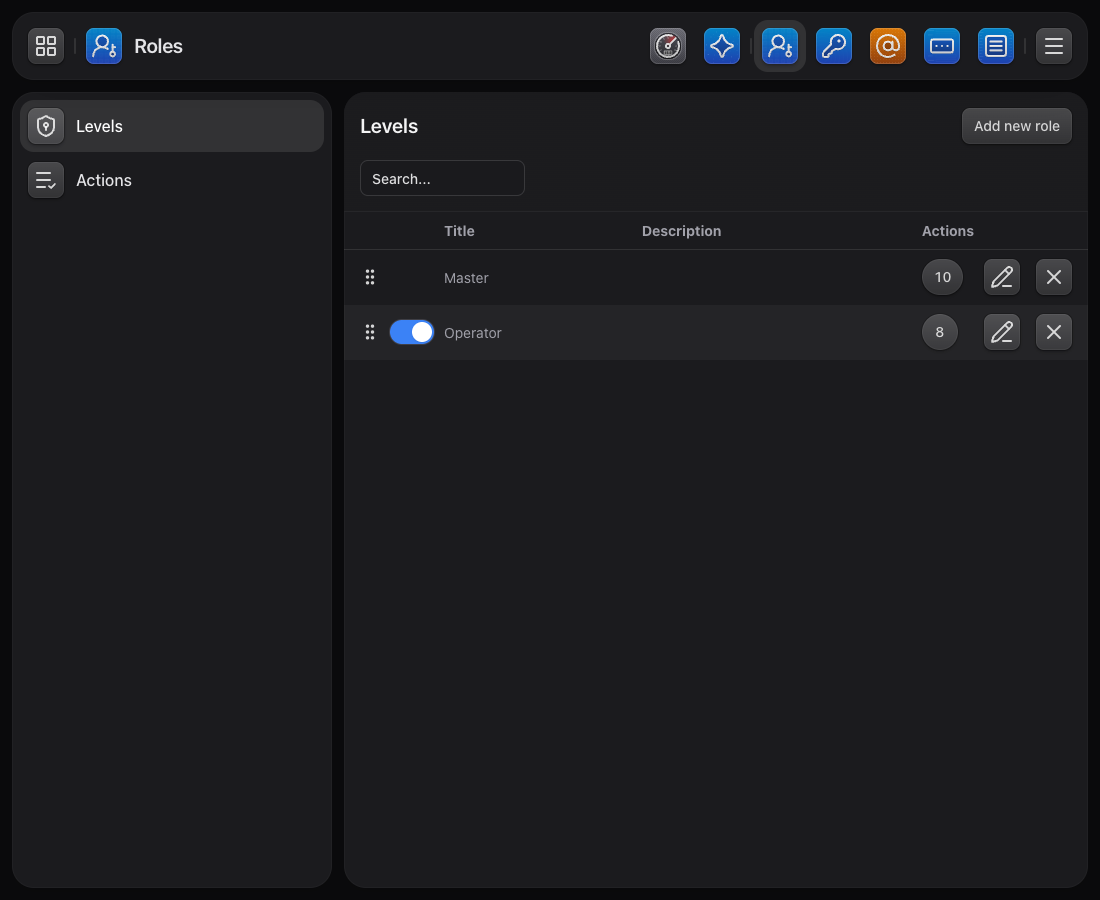 Roles
Levels
Actions
Levels
Add new role
Search...
Title Description Actions
Master 10
Operator 8